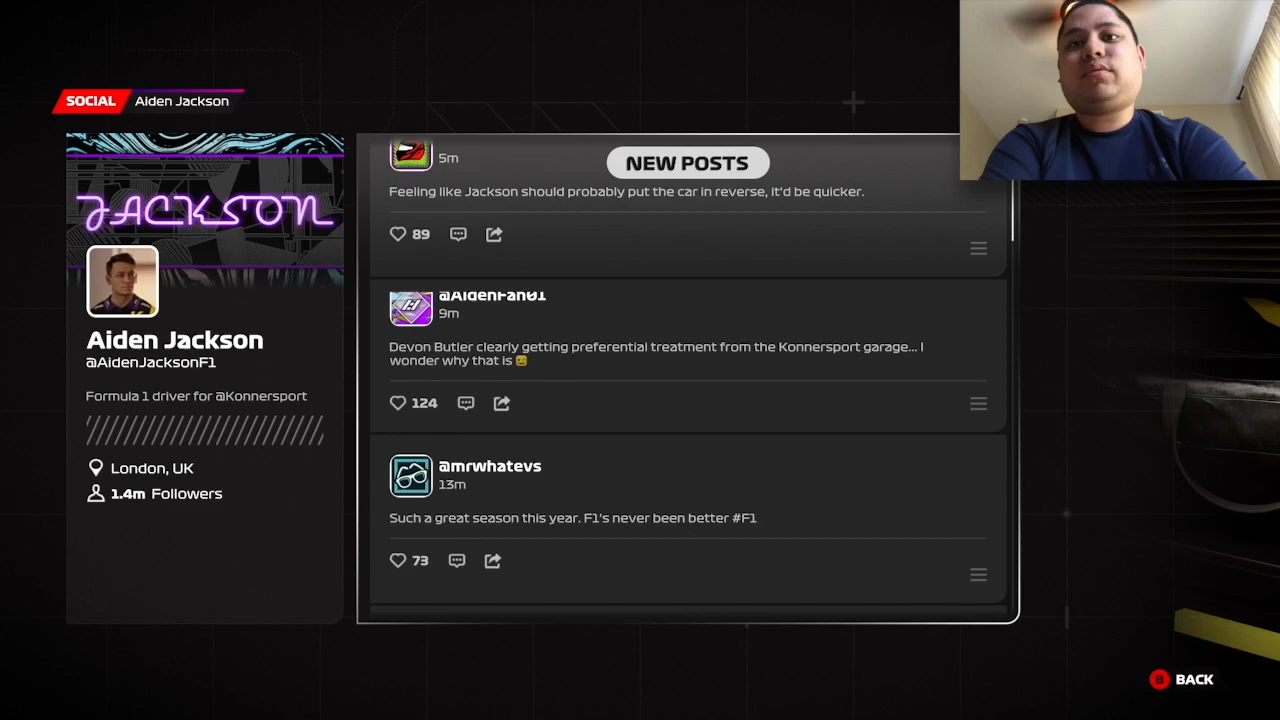 SOCIAL Aiden Jackson
JACKSON
Aiden Jackson
@AidenJacksonF1
Formula 1 driver for @Konnersport
London, UK
1.4m Followers
NEW POSTS
5m
Feeling like Jackson should probably put the car in reverse, it'd be quicker.
89
@AidenFan61
9m
Devon Butler clearly getting preferential treatment from the Konnersport garage... I
wonder why that is
124
@mrwhatevs
13m
Such a great season this year. F1's never been better #F1
73
B BACK